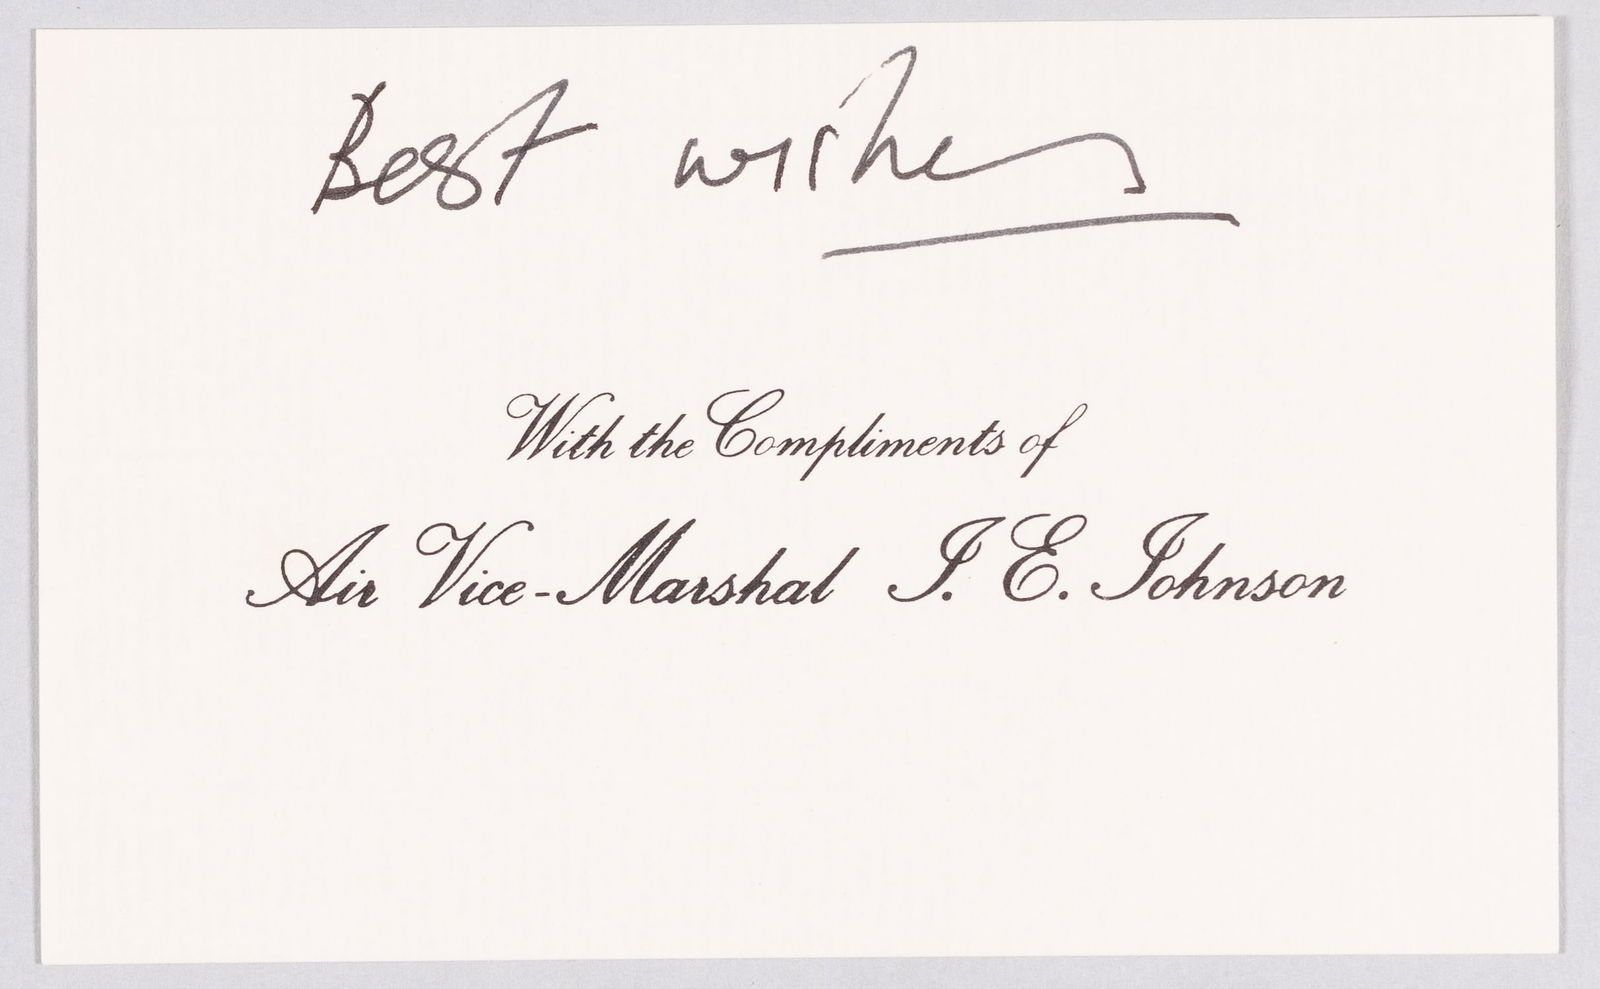 Best wishes
With the Compliments of
Air Vice-Marshal J. E. Johnson